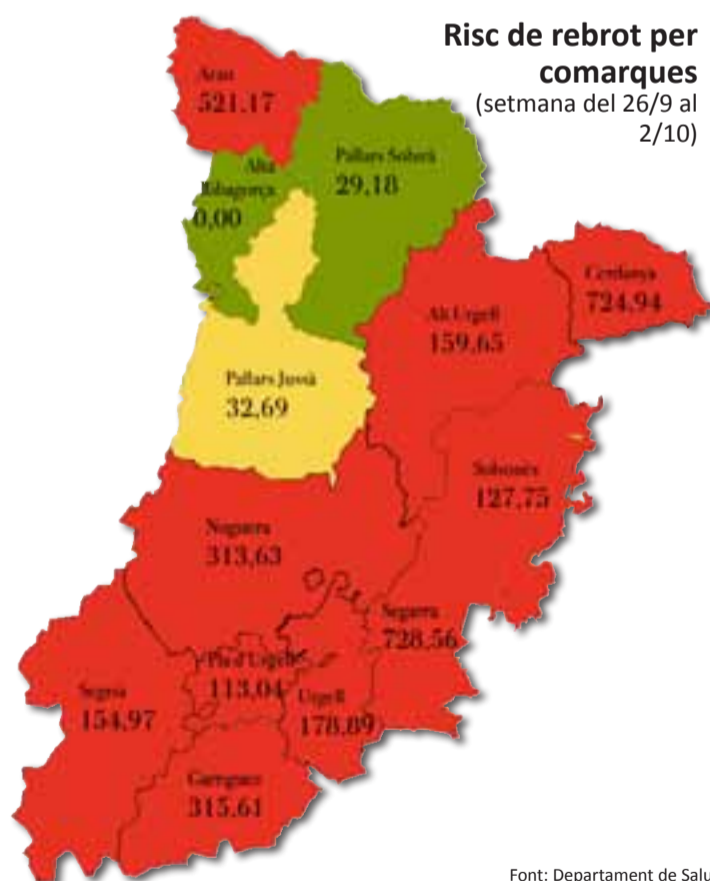 Risc de rebrot per
comarques
(setmana del 26/9 al
2/10)
Aran
521,17
Pallars Sobirà
29,18
Alta
Ribagorça
0,00
Cerdanya
724,94
Alt Urgell
159,65
Pallars Jussà
32,69
Solsonès
127,75
Noguera
313,63
Segarra
728,56
Pla d'Urgell
113,04
Urgell
178,89
Segrià
154,97
Garrigues
315,61
Font: Departament de Salu